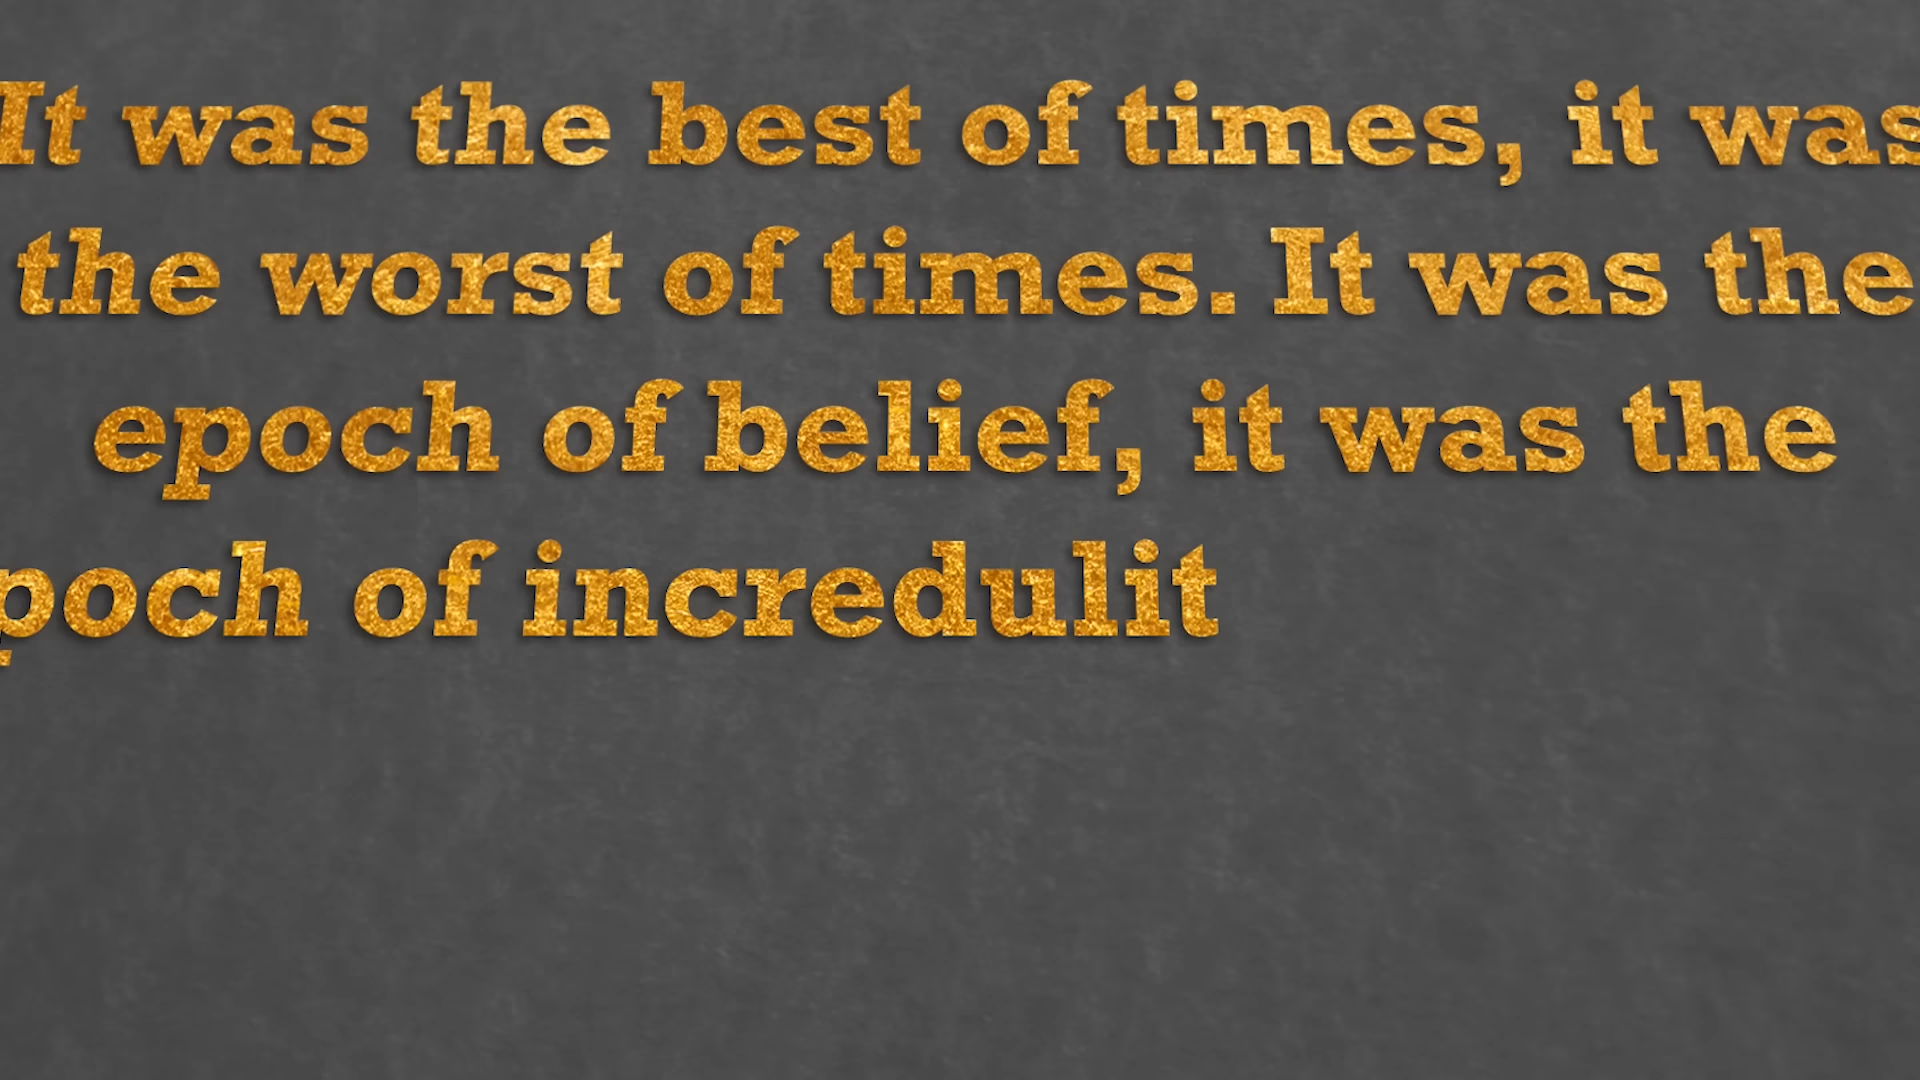 It was the best of times, it was
the worst of times. It was the
epoch of belief, it was the
poch of incredulit